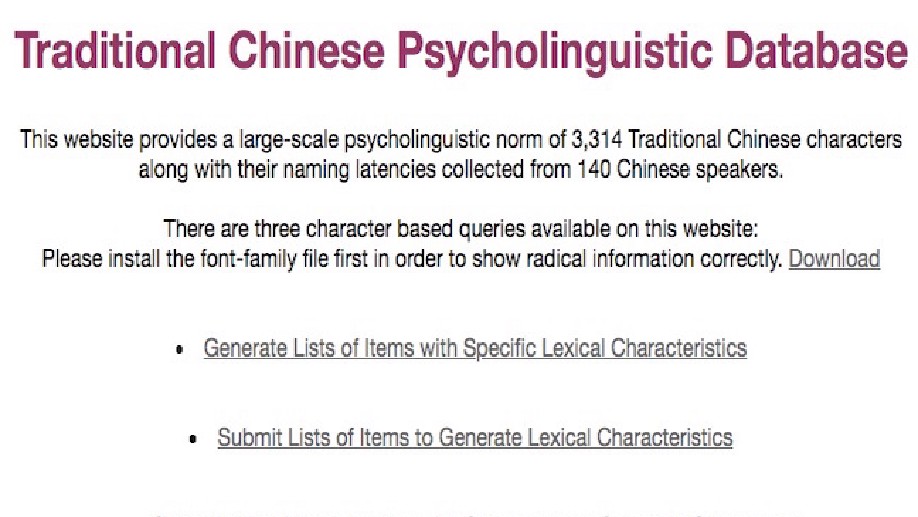 Traditional Chinese Psycholinguistic Database
This website provides a large-scale psycholinguistic norm of 3,314 Traditional Chinese characters
along with their naming latencies collected from 140 Chinese speakers.
There are three character based queries available on this website:
Please install the font-family file first in order to show radical information correctly. Download
• Generate Lists of Items with Specific Lexical Characteristics
• Submit Lists of Items to Generate Lexical Characteristics